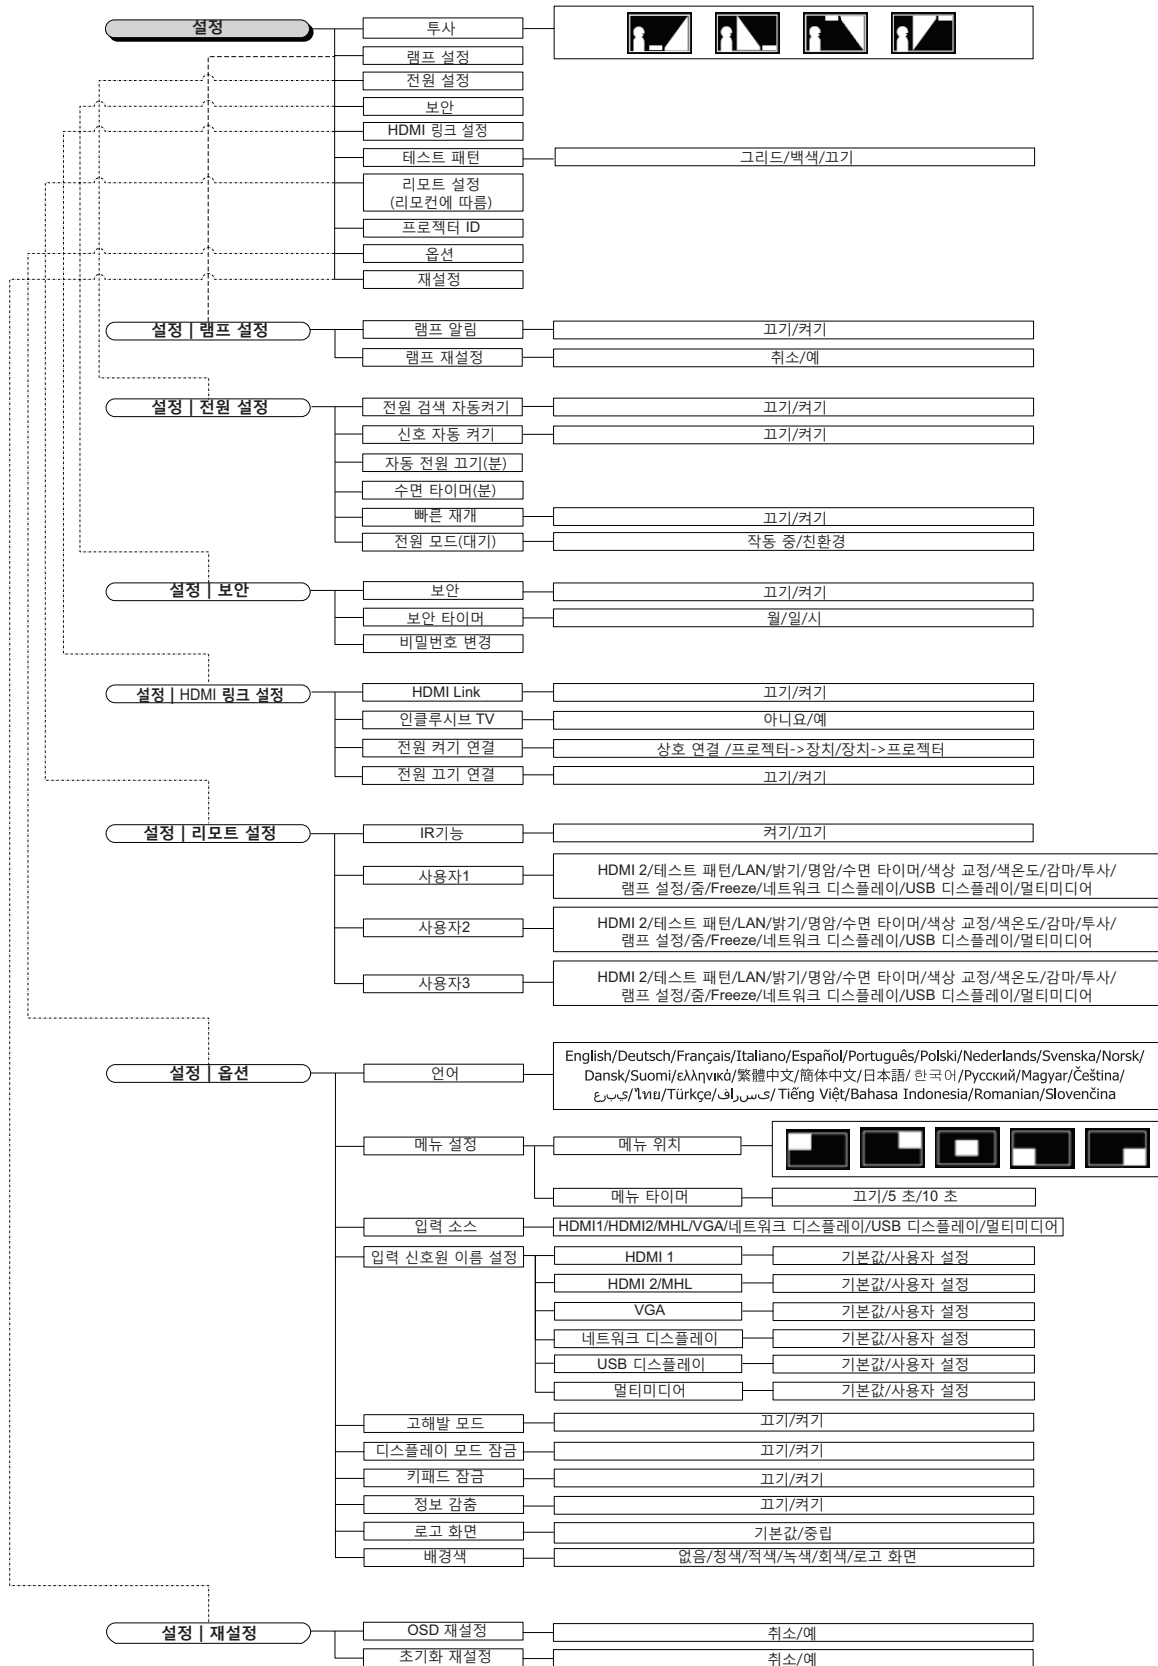 설정
투사
램프 설정
전원 설정
보안
HDMI 링크 설정
테스트 패턴
그리드/백색/끄기
리모트 설정
(리모컨에 따름)
프로젝터 ID
옵션
재설정
설정 | 램프 설정
램프 알림
끄기/켜기
램프 재설정
취소/예
설정 | 전원 설정
전원 검색 자동켜기
끄기/켜기
신호 자동 켜기
끄기/켜기
자동 전원 끄기(분)
수면 타이머(분)
빠른 재개
끄기/켜기
전원 모드(대기)
작동 중/친환경
설정 | 보안
보안
끄기/켜기
보안 타이머
월/일/시
비밀번호 변경
설정 | HDMI 링크 설정
HDMI Link
끄기/켜기
인클루시브 TV
아니요/예
전원 켜기 연결
상호 연결 /프로젝터->장치/장치->프로젝터
전원 끄기 연결
끄기/켜기
설정 | 리모트 설정
IR기능
켜기/끄기
사용자1
HDMI 2/테스트 패턴/LAN/밝기/명암/수면 타이머/색상 교정/색온도/감마/투사/
램프 설정/줌/Freeze/네트워크 디스플레이/USB 디스플레이/멀티미디어
사용자2
HDMI 2/테스트 패턴/LAN/밝기/명암/수면 타이머/색상 교정/색온도/감마/투사/
램프 설정/줌/Freeze/네트워크 디스플레이/USB 디스플레이/멀티미디어
사용자3
HDMI 2/테스트 패턴/LAN/밝기/명암/수면 타이머/색상 교정/색온도/감마/투사/
램프 설정/줌/Freeze/네트워크 디스플레이/USB 디스플레이/멀티미디어
설정 | 옵션
언어
English/Deutsch/Français/Italiano/Español/Português/Polski/Nederlands/Svenska/Norsk/
Dansk/Suomi/ελληνικά/繁體中文/簡体中文/日本語/한국어/Русский/Magyar/Čeština/
عربي/ไทย/Türkçe/فارسی/Tiếng Việt/Bahasa Indonesia/Romanian/Slovenčina
메뉴 설정
메뉴 위치
메뉴 타이머
끄기/5 초/10 초
입력 소스
HDMI1/HDMI2/MHL/VGA/네트워크 디스플레이/USB 디스플레이/멀티미디어
입력 신호원 이름 설정
HDMI 1
기본값/사용자 설정
HDMI 2/MHL
기본값/사용자 설정
VGA
기본값/사용자 설정
네트워크 디스플레이
기본값/사용자 설정
USB 디스플레이
기본값/사용자 설정
멀티미디어
기본값/사용자 설정
고해발 모드
끄기/켜기
디스플레이 모드 잠금
끄기/켜기
키패드 잠금
끄기/켜기
정보 감춤
끄기/켜기
로고 화면
기본값/중립
배경색
없음/청색/적색/녹색/회색/로고 화면
설정 | 재설정
OSD 재설정
취소/예
초기화 재설정
취소/예